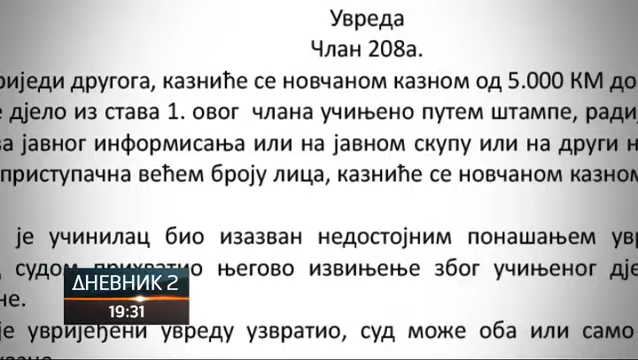 Увреда
Члан 208а.
ријєди другога, казниће се новчаном казном од 5.000 КМ до
е дјело из става 1. овог члана учињено путем штампе, ради
ва јавног информисања или на јавном скупу или на други н
приступачна већем броју лица, казниће се новчаном казном
је учинилац био изазван недостојним понашањем ув
судом прихватио његово извињење због учињеног дје
не.
је увријеђени увреду узвратио, суд може оба или само
ДНЕВНИК 2
19:31